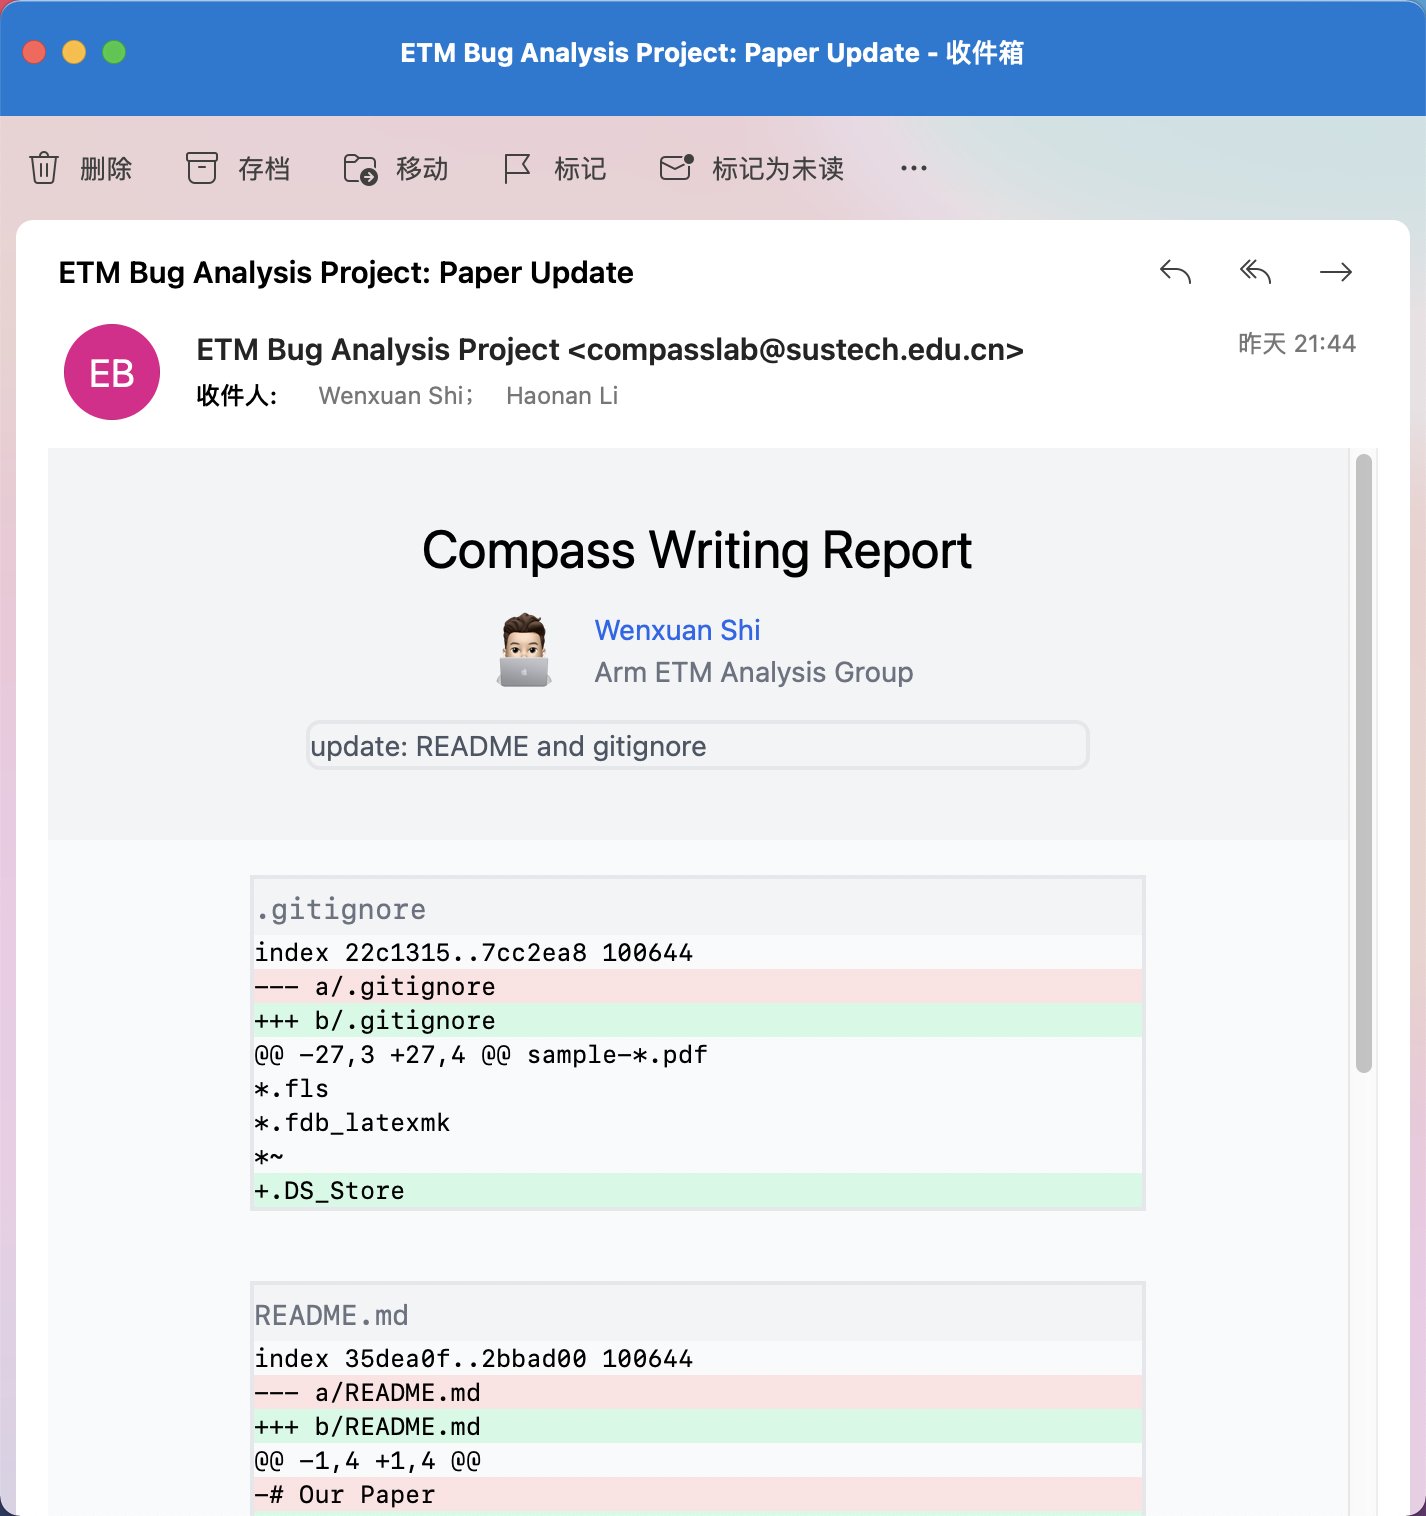 ETM Bug Analysis Project: Paper Update - 收件箱
删除 存档 移动 标记 标记为未读 ···
ETM Bug Analysis Project: Paper Update
EB
ETM Bug Analysis Project <compasslab@sustech.edu.cn>
昨天 21:44
收件人: Wenxuan Shi; Haonan Li
Compass Writing Report
Wenxuan Shi
Arm ETM Analysis Group
update: README and gitignore
.gitignore
index 22c1315..7cc2ea8 100644
--- a/.gitignore
+++ b/.gitignore
@@ -27,3 +27,4 @@ sample-*.pdf
*.fls
*.fdb_latexmk
*~
+.DS_Store
README.md
index 35dea0f..2bbad00 100644
--- a/README.md
+++ b/README.md
@@ -1,4 +1,4 @@
-# Our Paper